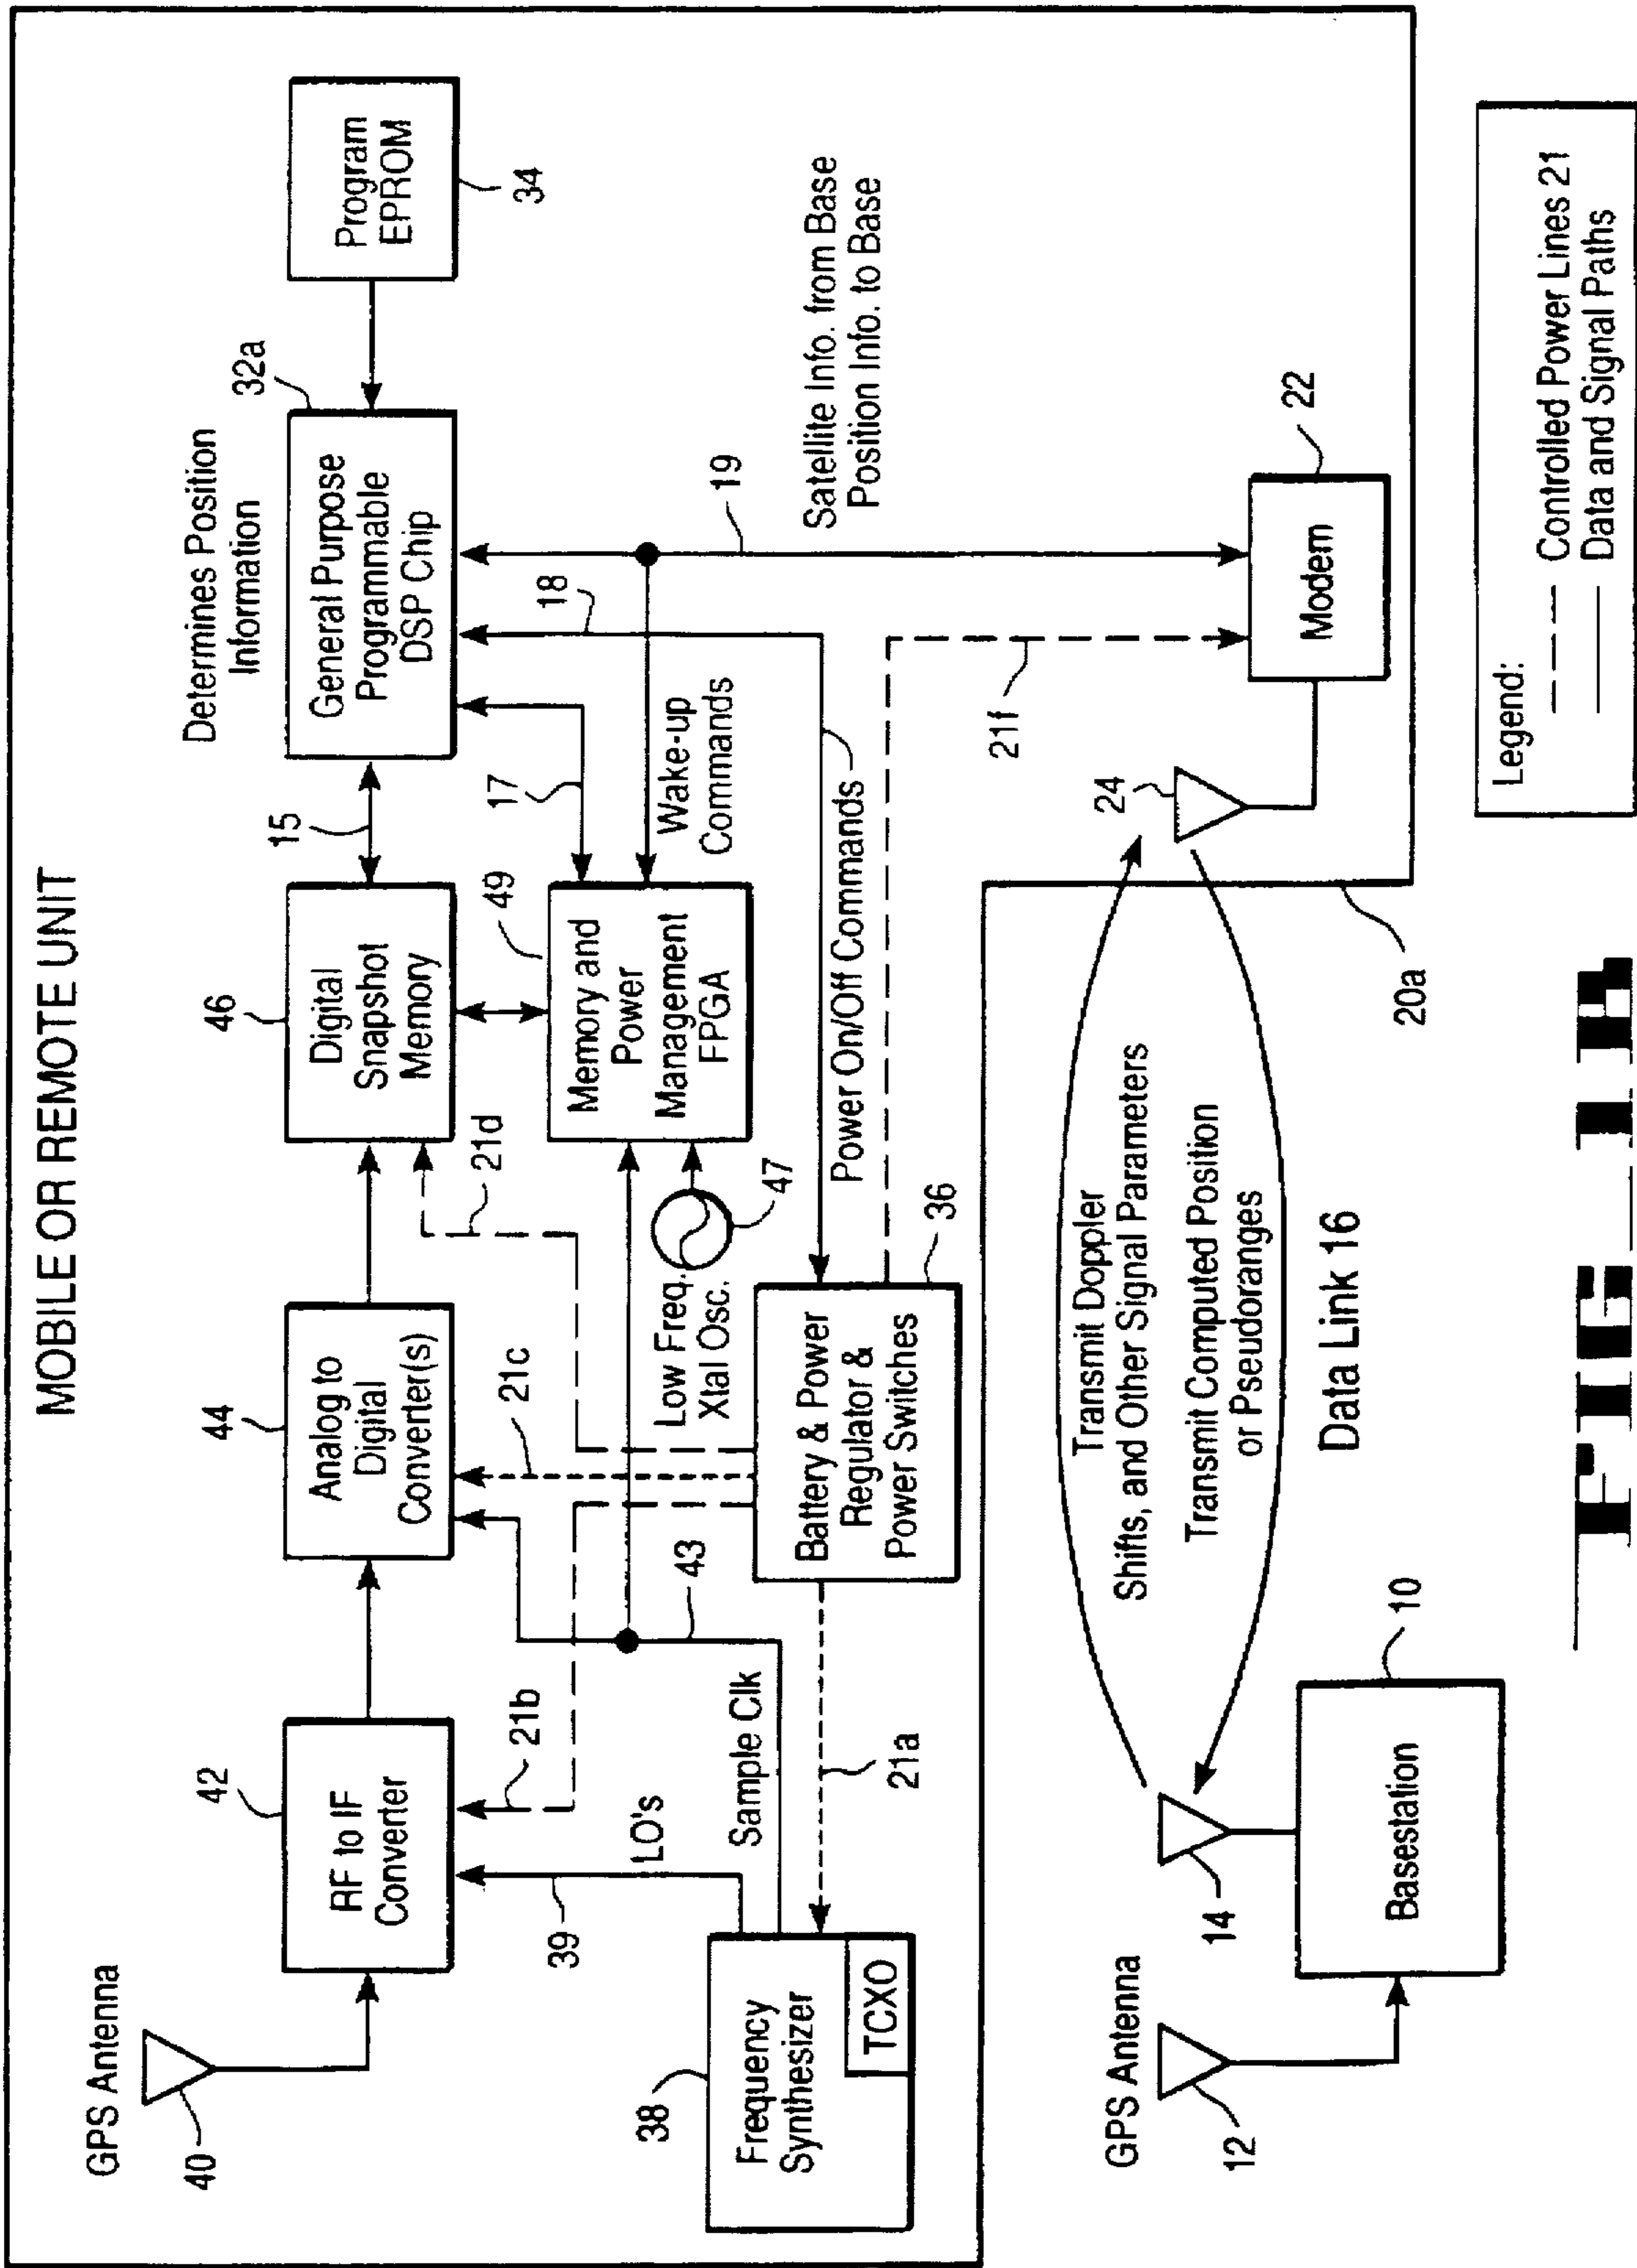 MOBILE OR REMOTE UNIT
GPS Antenna
40
42
RF to IF
Converter
44
Analog to
Digital
Converter(s)
46
Digital
Snapshot
Memory
15
Determines Position
Information
32a
General Purpose
Programmable
DSP Chip
Program
EPROM
34
39
LO's
21b
21c
21d
49
Memory and
Power
Management
FPGA
17
18
19
Wake-up
Commands
38
Frequency
Synthesizer
TCXO
Sample Clk
43
Low Freq.
Xtal Osc.
47
21a
Battery & Power
Regulator &
Power Switches
36
Power On/Off Commands
Satellite Info. from Base
Position Info. to Base
21f
Modem
22
24
20a
GPS Antenna
12
14
Basestation
10
Transmit Doppler
Shifts, and Other Signal Parameters
Transmit Computed Position
or Pseudoranges
Data Link 16
Legend:
Controlled Power Lines 21
Data and Signal Paths